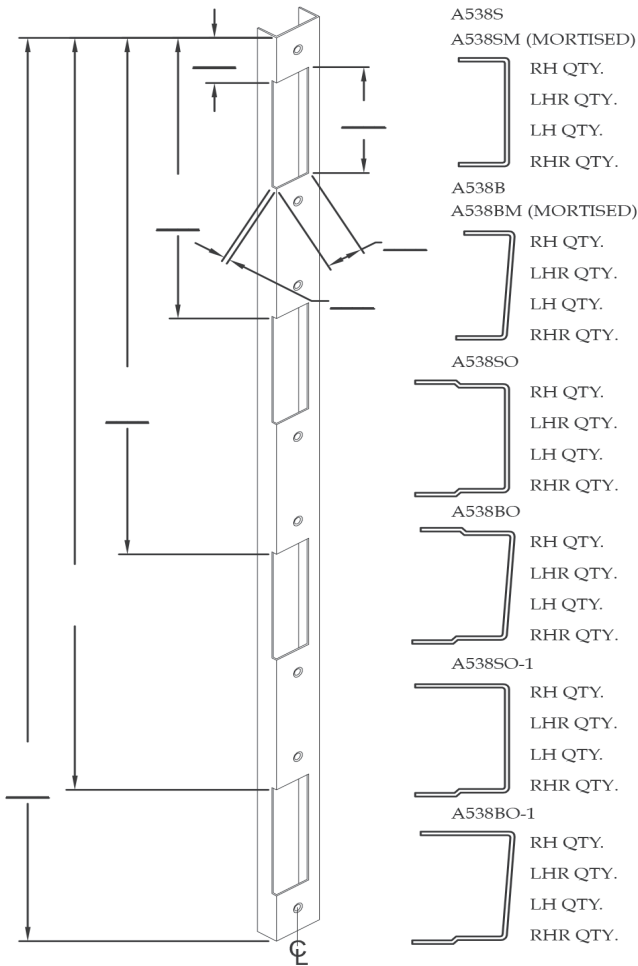 A538S
A538SM (MORTISED)
RH QTY.
LHR QTY.
LH QTY.
RHR QTY.
A538B
A538BM (MORTISED)
RH QTY.
LHR QTY.
LH QTY.
RHR QTY.
A538SO
RH QTY.
LHR QTY.
LH QTY.
RHR QTY.
A538BO
RH QTY.
LHR QTY.
LH QTY.
RHR QTY.
A538SO-1
RH QTY.
LHR QTY.
LH QTY.
RHR QTY.
A538BO-1
RH QTY.
LHR QTY.
LH QTY.
RHR QTY.
℄